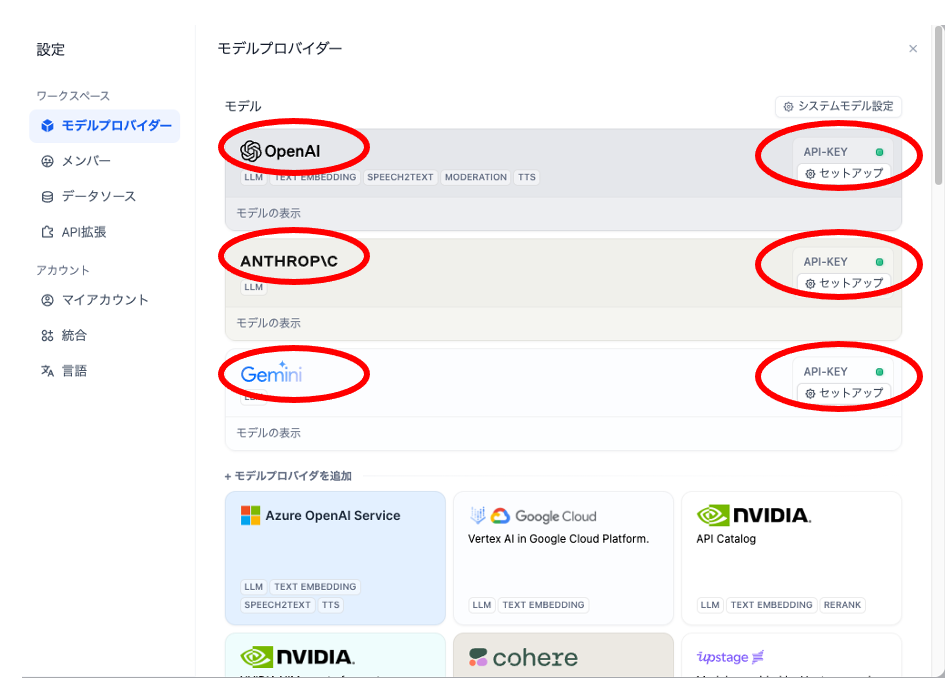 設定
モデルプロバイダー
ワークスペース
モデルプロバイダー
メンバー
データソース
API拡張
アカウント
マイアカウント
統合
言語
モデル
システムモデル設定
OpenAI
API-KEY
LLM TEXT EMBEDDING SPEECH2TEXT MODERATION TTS
セットアップ
モデルの表示
ANTHROP\C
API-KEY
LLM
セットアップ
モデルの表示
Gemini
API-KEY
LLM
セットアップ
モデルの表示
+ モデルプロバイダを追加
Azure OpenAI Service
LLM TEXT EMBEDDING
SPEECH2TEXT TTS
Google Cloud
Vertex AI in Google Cloud Platform.
LLM TEXT EMBEDDING
NVIDIA.
API Catalog
LLM TEXT EMBEDDING RERANK
NVIDIA.
cohere
upstage